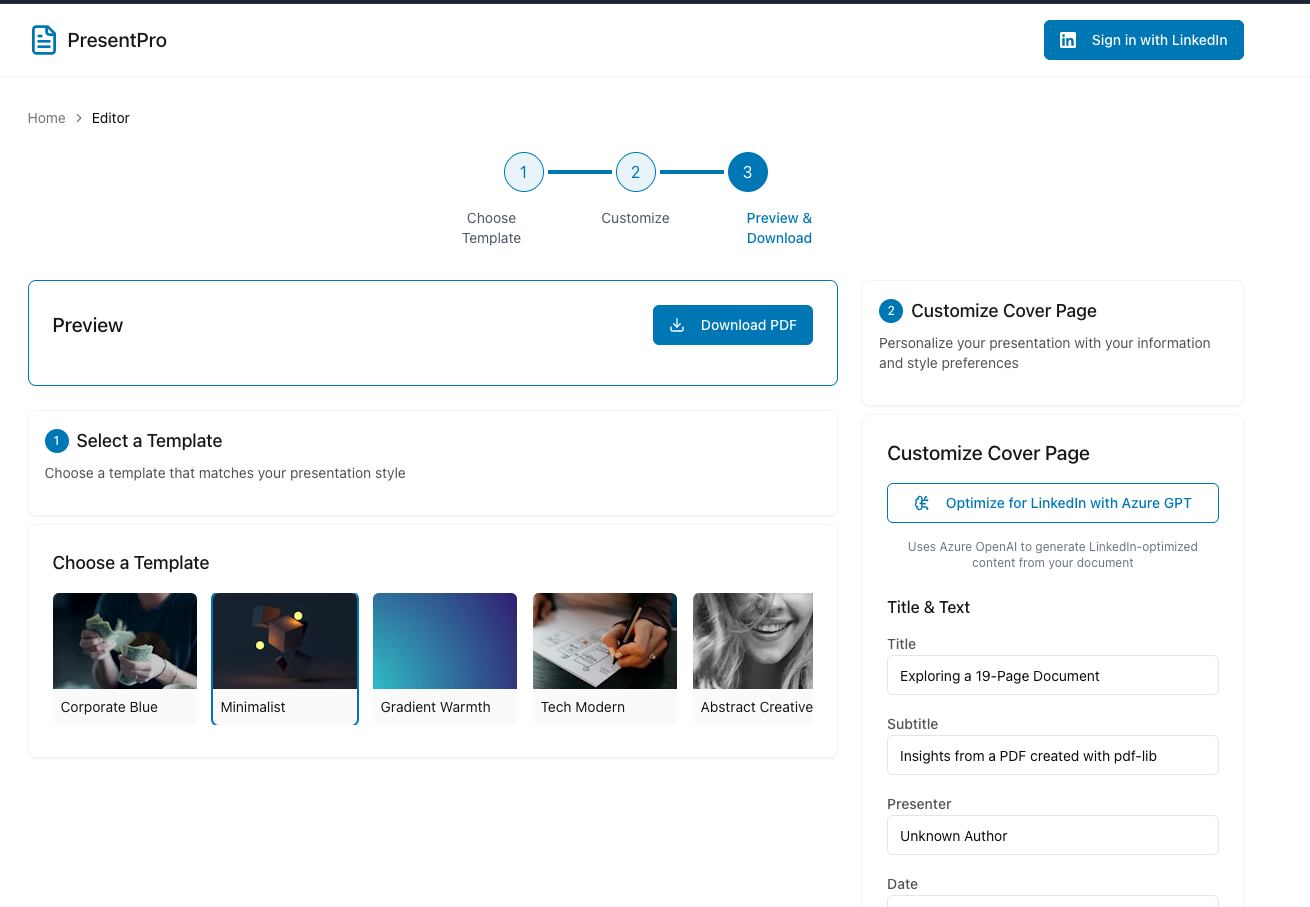 PresentPro
Sign in with LinkedIn
Home > Editor
1
2
3
Choose
Template
Customize
Preview &
Download
Preview
Download PDF
1 Select a Template
Choose a template that matches your presentation style
Choose a Template
Corporate Blue
Minimalist
Gradient Warmth
Tech Modern
Abstract Creative
2 Customize Cover Page
Personalize your presentation with your information
and style preferences
Customize Cover Page
Optimize for LinkedIn with Azure GPT
Uses Azure OpenAI to generate LinkedIn-optimized
content from your document
Title & Text
Title
Exploring a 19-Page Document
Subtitle
Insights from a PDF created with pdf-lib
Presenter
Unknown Author
Date